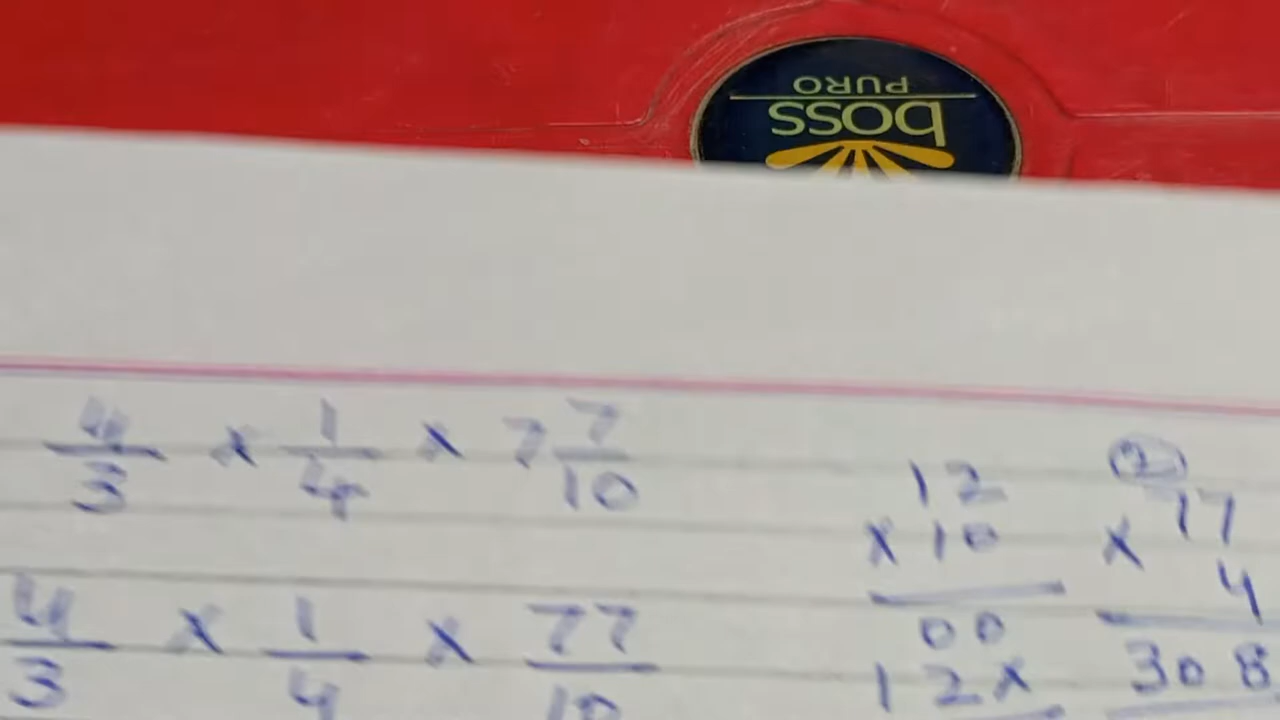 boss
PURO
4/3 x 1/4 x 7 7/10
4/3 x 1/4 x 77/10
12
x 10
00
12x
2
77
x 4
308